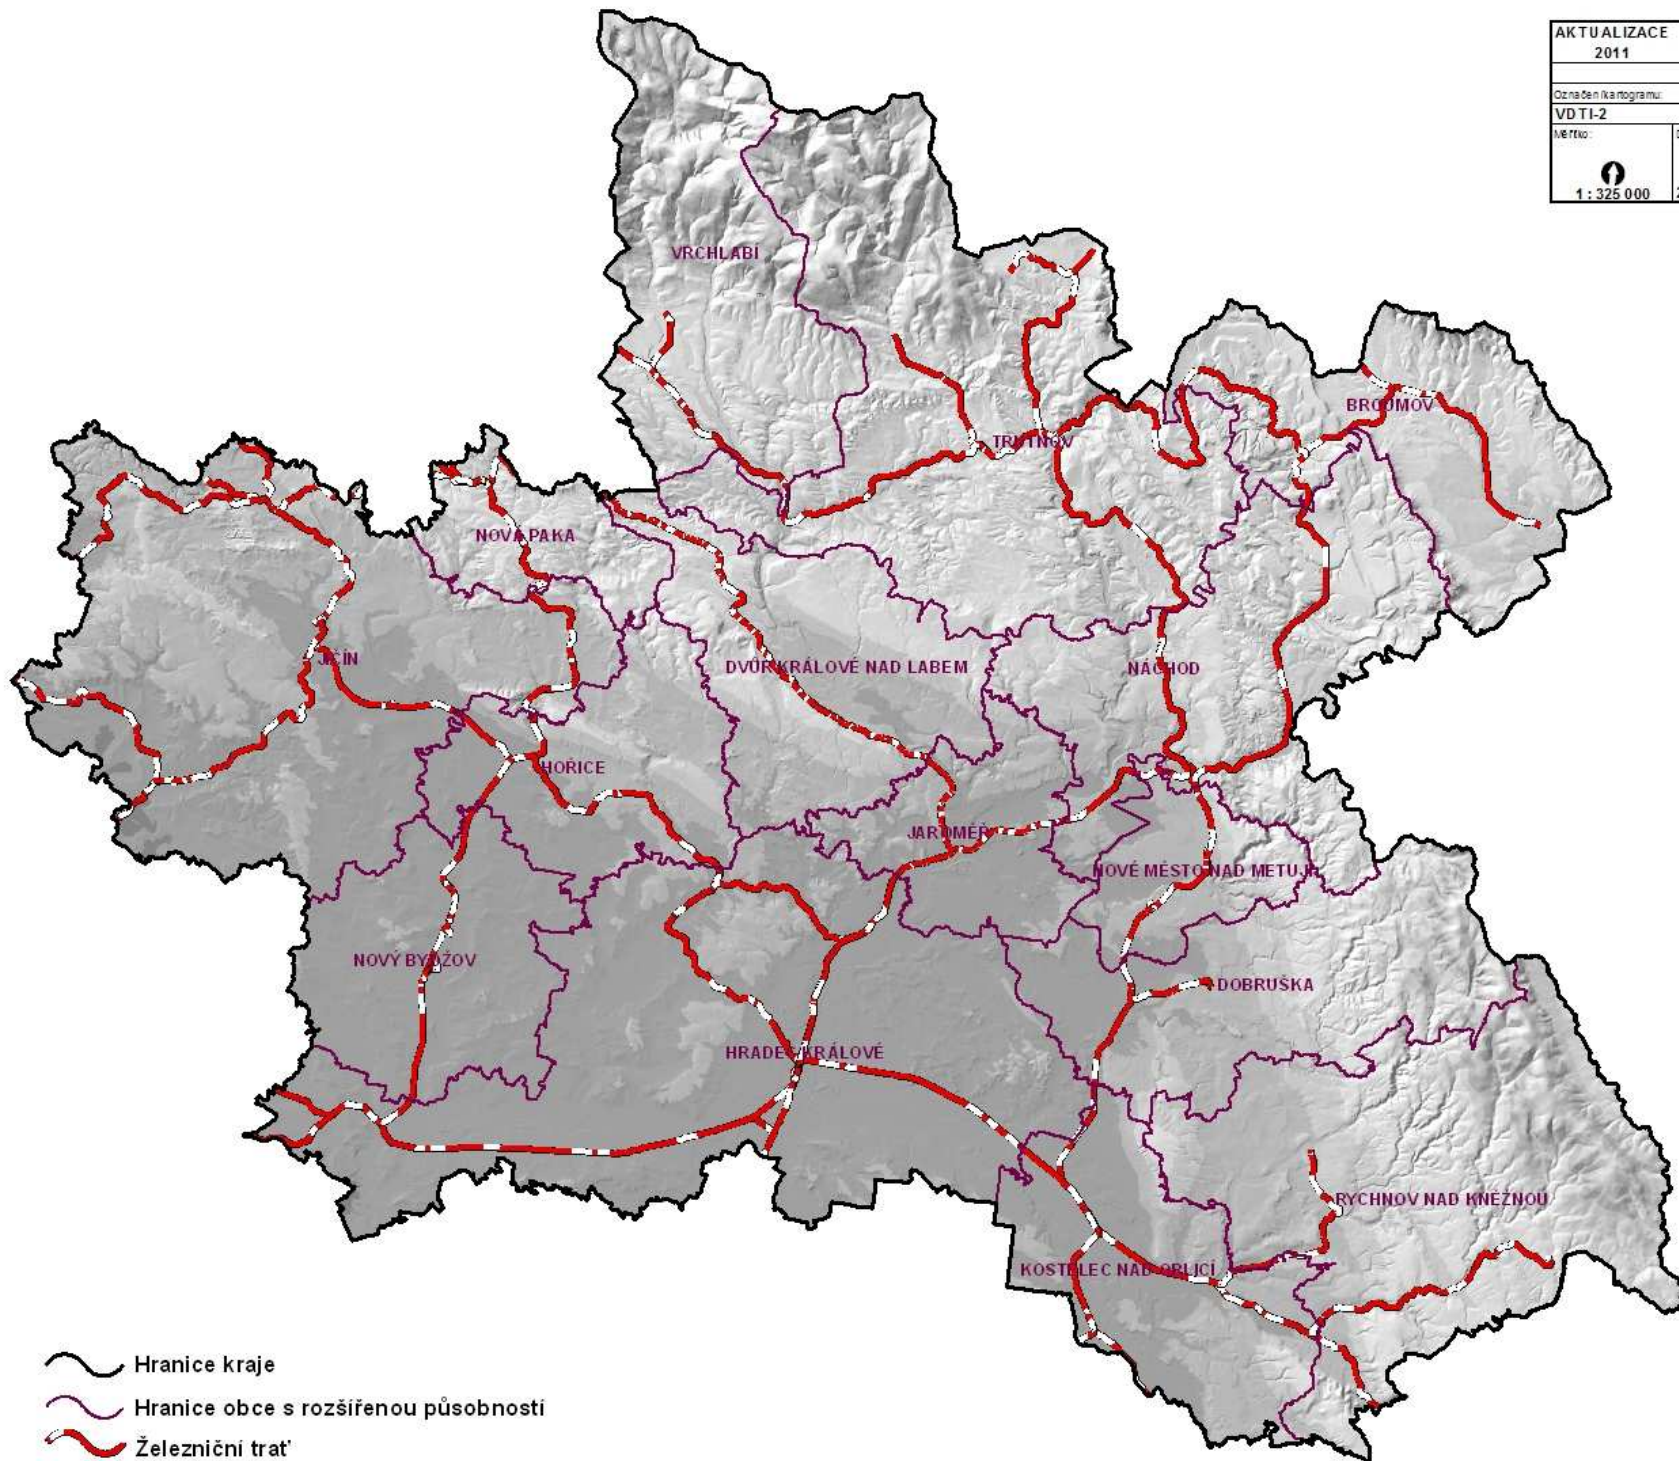 AKTUALIZACE
2011
Označení kartogramu:
VDTI-2
Měřítko:
1 : 325 000
VRCHLABÍ
TRUTNOV
BROUMOV
NOVÁ PAKA
JIČÍN
DVŮR KRÁLOVÉ NAD LABEM
NÁCHOD
HOŘICE
JAROMĚŘ
NOVÉ MĚSTO NAD METUJÍ
NOVÝ BYDŽOV
DOBRUŠKA
HRADEC KRÁLOVÉ
RYCHNOV NAD KNĚŽNOU
KOSTELEC NAD ORLICÍ
Hranice kraje
Hranice obce s rozšířenou působností
Železniční trať